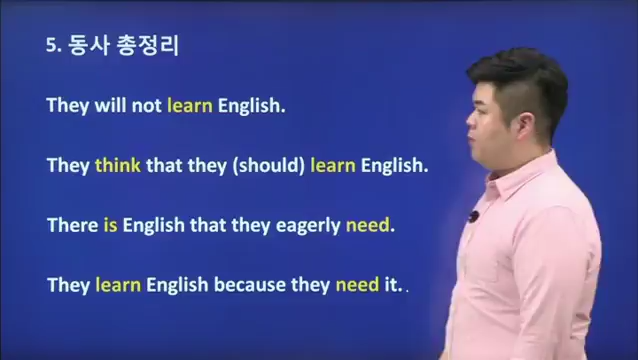 5. 동사 총정리
They will not learn English.
They think that they (should) learn English.
There is English that they eagerly need.
They learn English because they need it. .